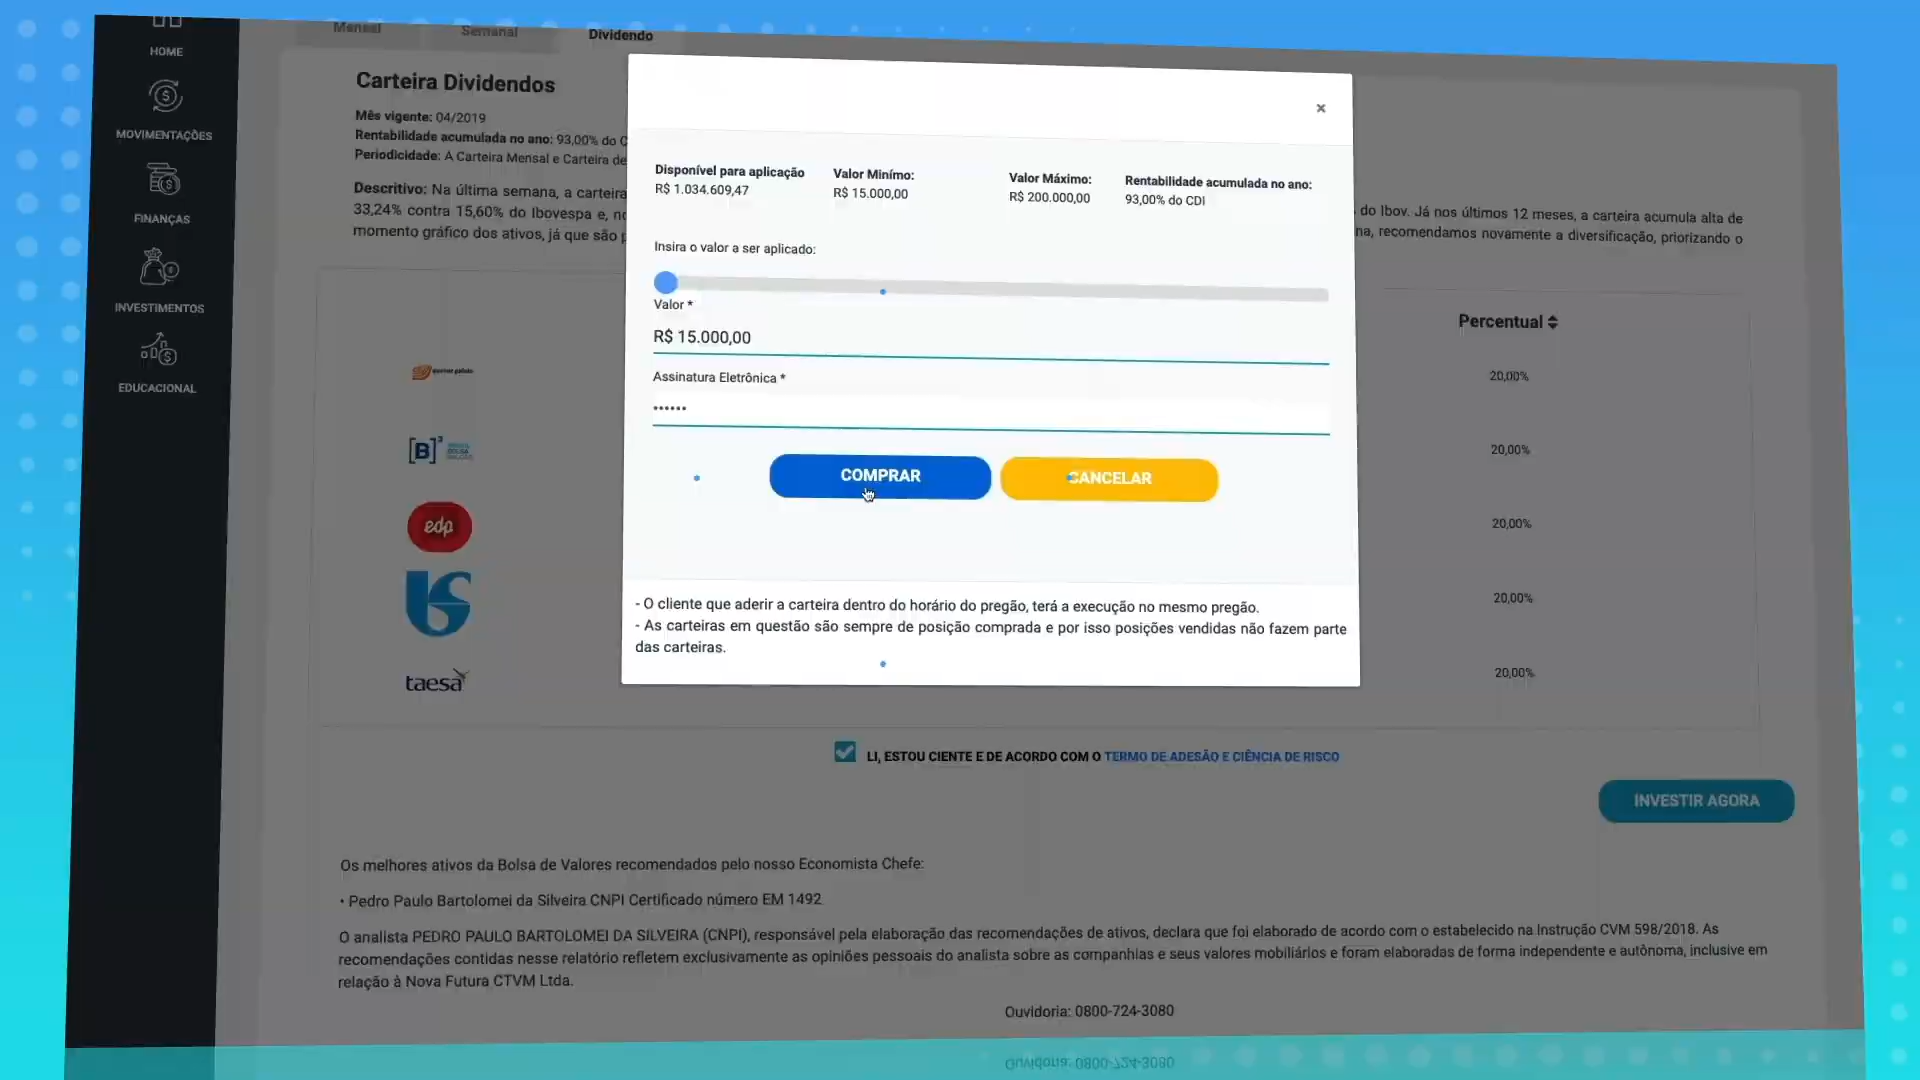 HOME
MOVIMENTAÇÕES
FINANÇAS
INVESTIMENTOS
EDUCACIONAL
Mensal
Semanal
Dividendo
Carteira Dividendos
Mês vigente: 04/2019
Rentabilidade acumulada no ano: 93,00% do C
Periodicidade: A Carteira Mensal e Carteira de
Descritivo: Na última semana, a carteira
33,24% contra 15,60% do Ibovespa e, no
momento gráfico dos ativos, já que são p
do Ibov. Já nos últimos 12 meses, a carteira acumula alta de
na, recomendamos novamente a diversificação, priorizando o
×
Disponível para aplicação
R$ 1.034.609,47
Valor Minímo:
R$ 15.000,00
Valor Máximo:
R$ 200.000,00
Rentabilidade acumulada no ano:
93,00% do CDI
Insira o valor a ser aplicado:
Valor *
R$ 15.000,00
Assinatura Eletrônica *
••••••
COMPRAR
CANCELAR
- O cliente que aderir a carteira dentro do horário do pregão, terá a execução no mesmo pregão.
- As carteiras em questão são sempre de posição comprada e por isso posições vendidas não fazem parte
das carteiras.
Percentual
20,00%
[B]³
20,00%
edp
20,00%
20,00%
taesa
20,00%
LI, ESTOU CIENTE E DE ACORDO COM O TERMO DE ADESÃO E CIÊNCIA DE RISCO
INVESTIR AGORA
Os melhores ativos da Bolsa de Valores recomendados pelo nosso Economista Chefe:
• Pedro Paulo Bartolomei da Silveira CNPI Certificado número EM 1492
O analista PEDRO PAULO BARTOLOMEI DA SILVEIRA (CNPI), responsável pela elaboração das recomendações de ativos, declara que foi elaborado de acordo com o estabelecido na Instrução CVM 598/2018. As
recomendações contidas nesse relatório refletem exclusivamente as opiniões pessoais do analista sobre as companhias e seus valores mobiliários e foram elaboradas de forma independente e autônoma, inclusive em
relação à Nova Futura CTVM Ltda.
Ouvidoria: 0800-724-3080